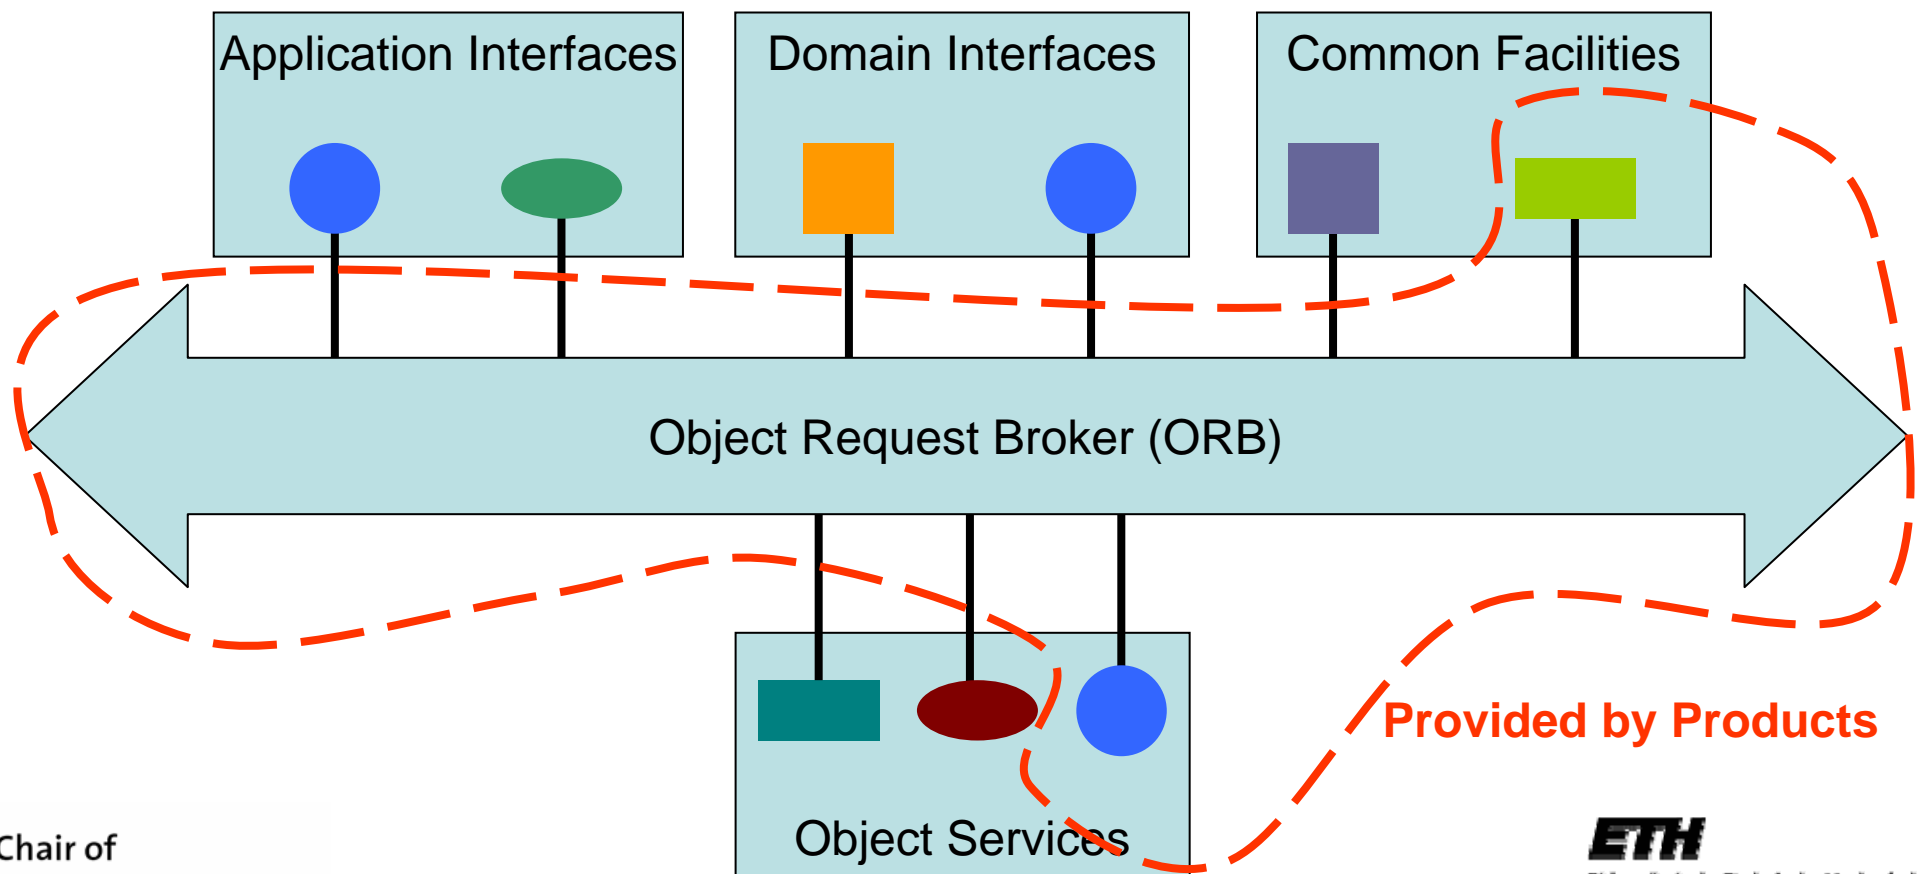 Application Interfaces
Domain Interfaces
Common Facilities
Object Request Broker (ORB)
Provided by Products
Object Services
Chair of
ETH